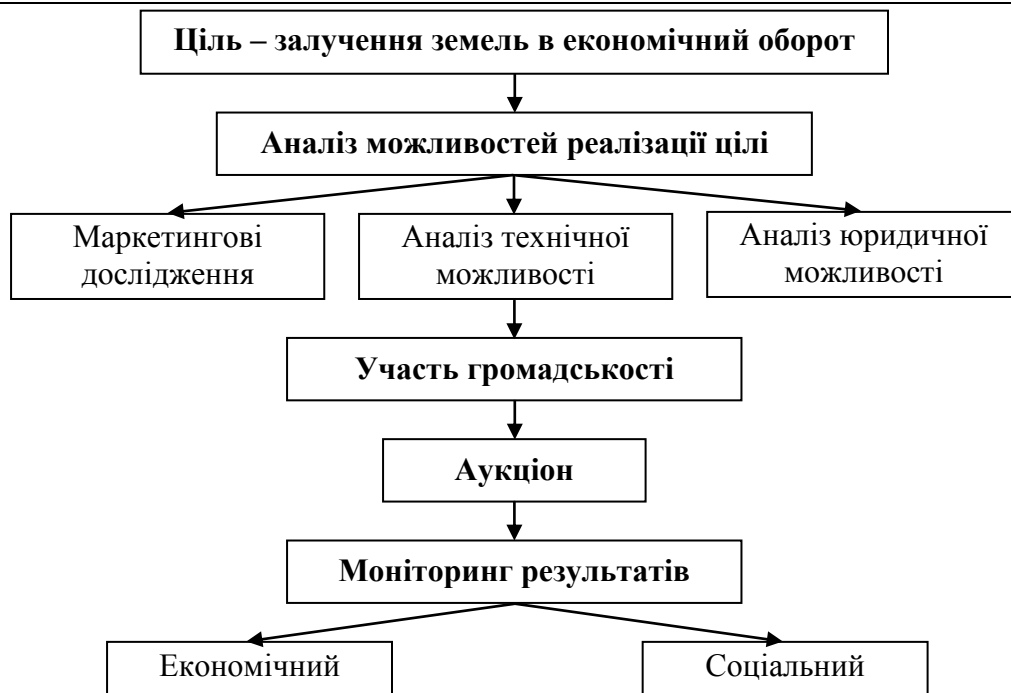 Ціль – залучення земель в економічний оборот
Аналіз можливостей реалізації цілі
Маркетингові
дослідження
Аналіз технічної
можливості
Аналіз юридичної
можливості
Участь громадськості
Аукціон
Моніторинг результатів
Економічний
Соціальний